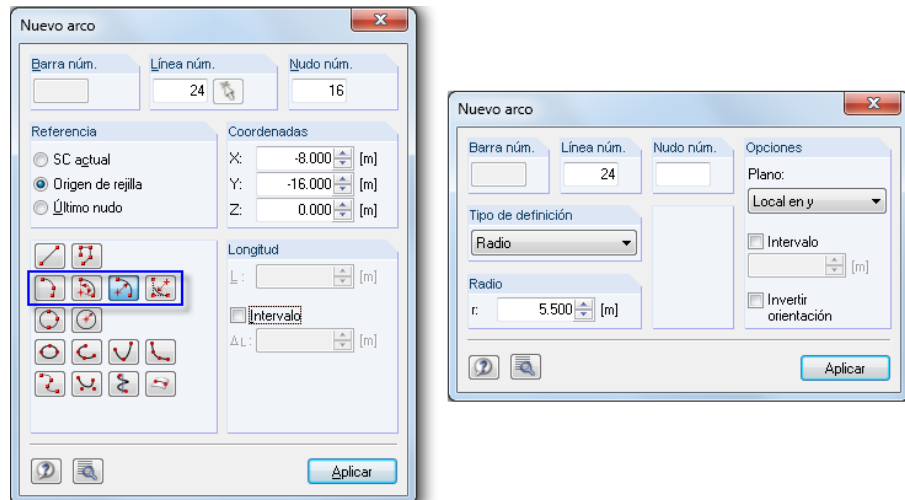 Nuevo arco
Barra núm. Línea núm. Nudo núm.
24 16
Referencia
SC actual
Origen de rejilla
Último nudo
Coordenadas
X: -8.000 [m]
Y: -16.000 [m]
Z: 0.000 [m]
Longitud
L : [m]
Intervalo
ΔL: [m]
Aplicar
Nuevo arco
Barra núm. Línea núm. Nudo núm.
24
Tipo de definición
Radio
Radio
r: 5.500 [m]
Opciones
Plano:
Local en y
Intervalo
[m]
Invertir
orientación
Aplicar